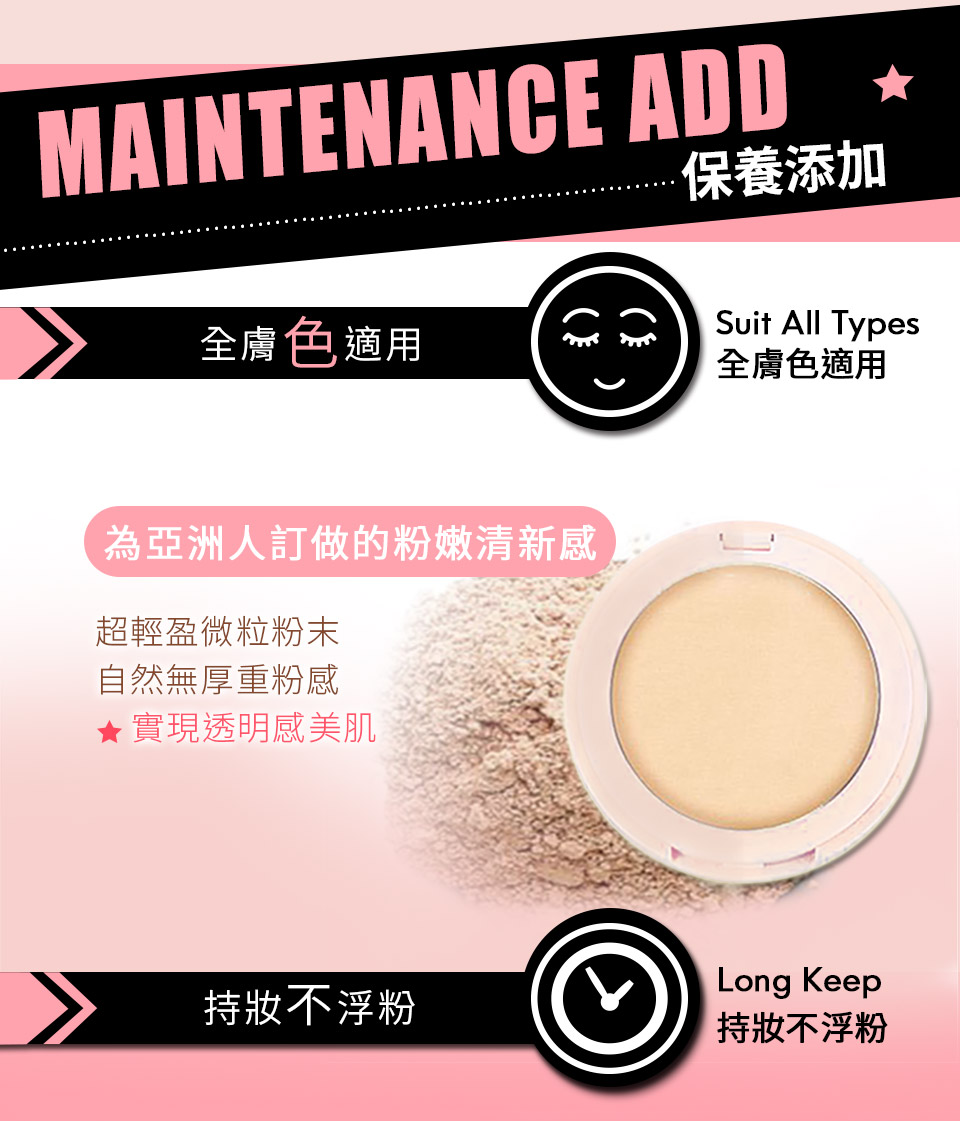 MAINTENANCE ADD
保養添加
全膚色適用
Suit All Types
全膚色適用
為亞洲人訂做的粉嫩清新感
超輕盈微粒粉末
自然無厚重粉感
★ 實現透明感美肌
持妝不浮粉
Long Keep
持妝不浮粉